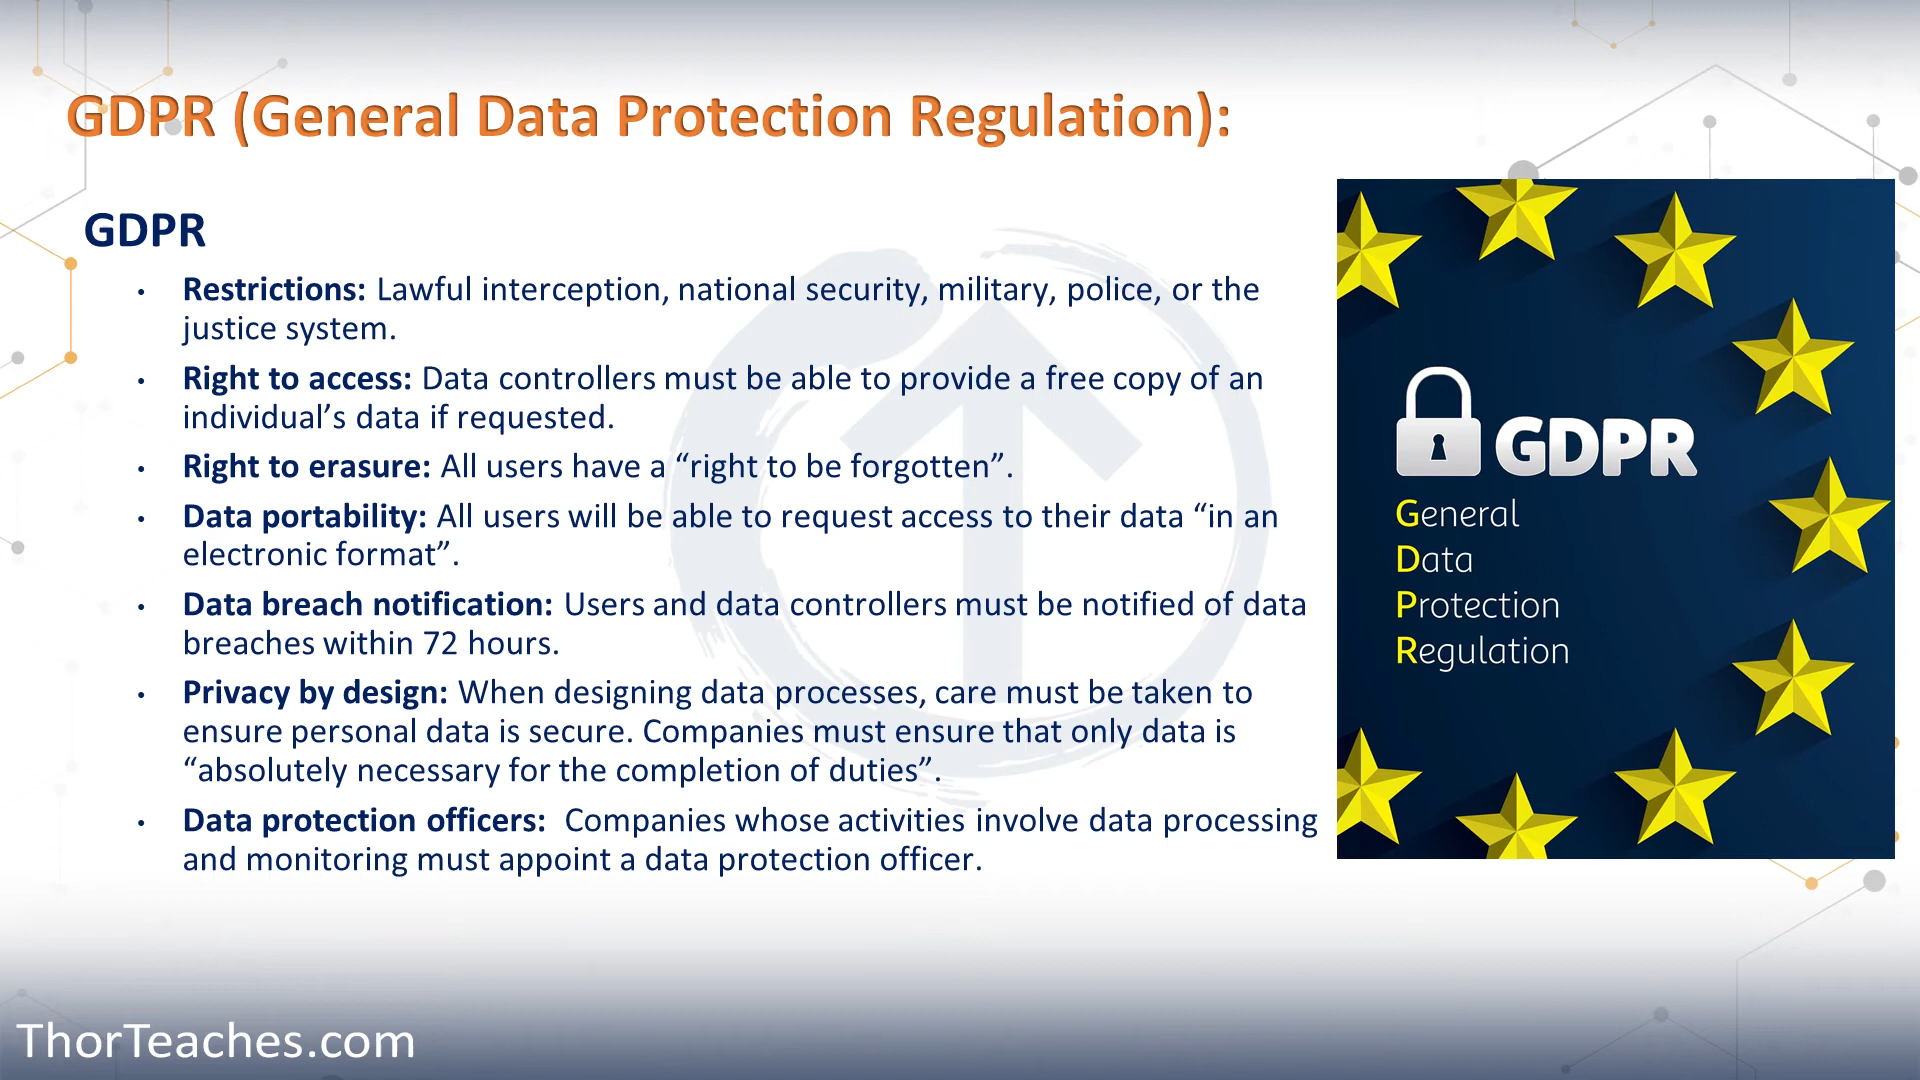 GDPR (General Data Protection Regulation):
GDPR
• Restrictions: Lawful interception, national security, military, police, or the
justice system.
• Right to access: Data controllers must be able to provide a free copy of an
individual’s data if requested.
• Right to erasure: All users have a “right to be forgotten”.
• Data portability: All users will be able to request access to their data “in an
electronic format”.
• Data breach notification: Users and data controllers must be notified of data
breaches within 72 hours.
• Privacy by design: When designing data processes, care must be taken to
ensure personal data is secure. Companies must ensure that only data is
“absolutely necessary for the completion of duties”.
• Data protection officers: Companies whose activities involve data processing
and monitoring must appoint a data protection officer.
GDPR
General
Data
Protection
Regulation
ThorTeaches.com